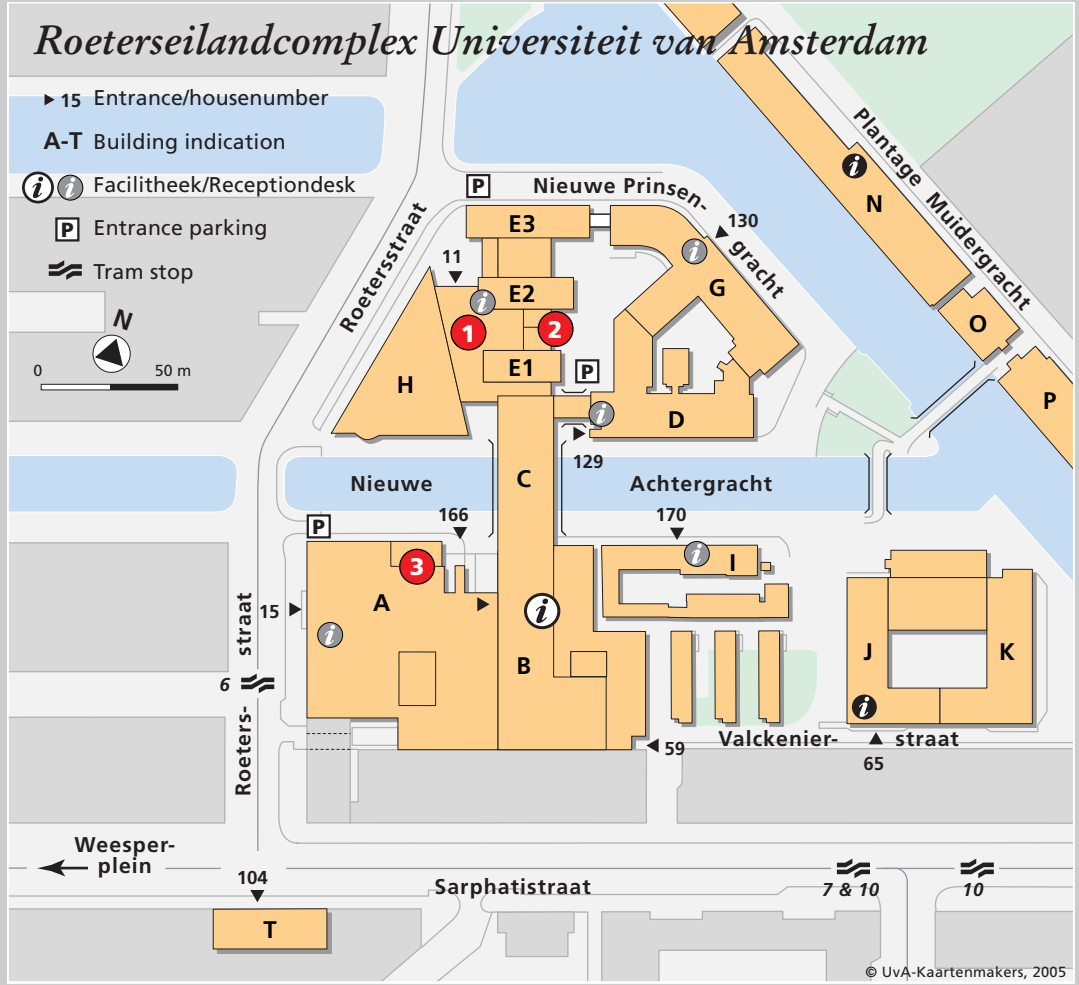 Roeterseilandcomplex Universiteit van Amsterdam
15 Entrance/housenumber
A-T Building indication
i i Facilitheek/Receptiondesk
P Entrance parking
Tram stop
N
0 50 m
Roetersstraat
P
Nieuwe Prinsen-
gracht
130
Plantage Muidergracht
i
N
O
P
11
E3
E2
i
1
2
E1
H
P
i
G
i
D
129
C
Nieuwe
Achtergracht
P
166
170
3
A
15
i
i
B
i
I
J
K
i
6
Roeters-
straat
59
Valckenier-
straat
65
Weesper-
plein
104
T
Sarphatistraat
7 & 10
10
© UvA-Kaartenmakers, 2005